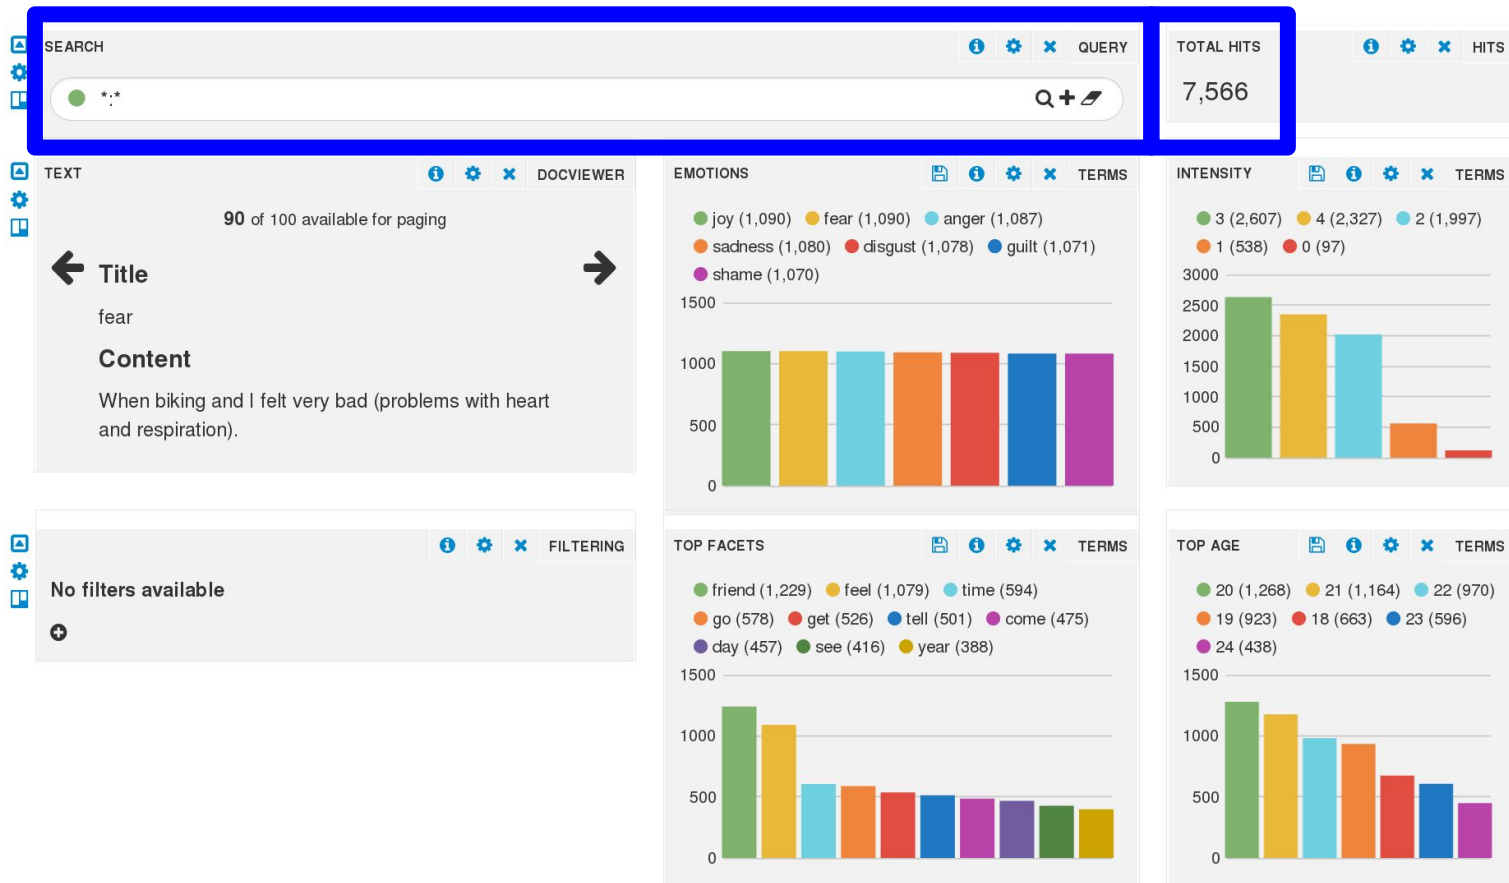 SEARCH
QUERY
*:*
TOTAL HITS
HITS
7,566
TEXT
DOCVIEWER
90 of 100 available for paging
Title
fear
Content
When biking and I felt very bad (problems with heart
and respiration).
EMOTIONS
TERMS
joy (1,090) fear (1,090) anger (1,087)
sadness (1,080) disgust (1,078) guilt (1,071)
shame (1,070)
1500
1000
500
0
INTENSITY
TERMS
3 (2,607) 4 (2,327) 2 (1,997)
1 (538) 0 (97)
3000
2500
2000
1500
1000
500
0
FILTERING
No filters available
TOP FACETS
TERMS
friend (1,229) feel (1,079) time (594)
go (578) get (526) tell (501) come (475)
day (457) see (416) year (388)
1500
1000
500
0
TOP AGE
TERMS
20 (1,268) 21 (1,164) 22 (970)
19 (923) 18 (663) 23 (596)
24 (438)
1500
1000
500
0